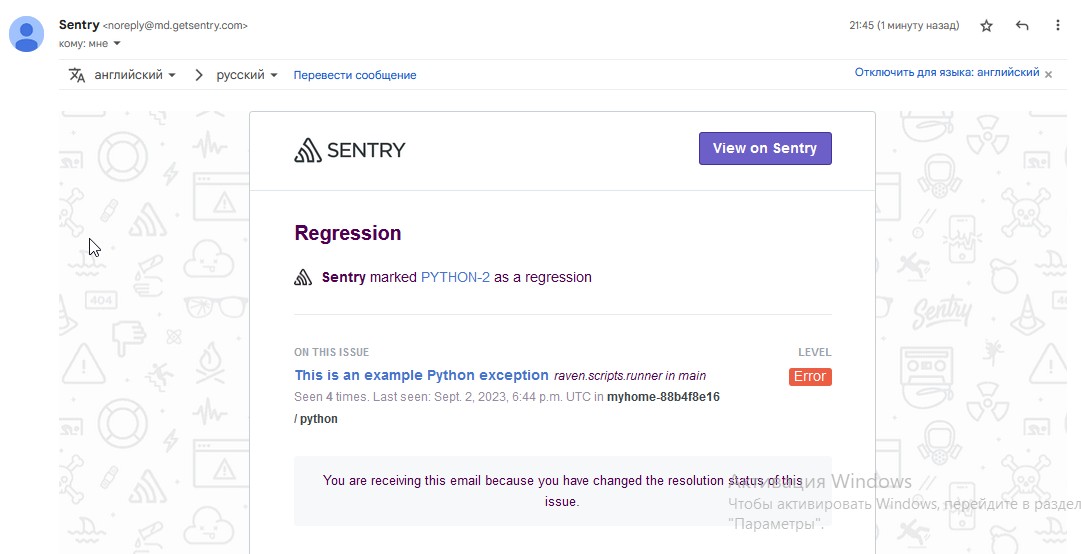 Sentry <noreply@md.getsentry.com>
21:45 (1 минуту назад)
кому: мне
английский
русский
Перевести сообщение
Отключить для языка: английский
SENTRY
View on Sentry
Regression
Sentry marked PYTHON-2 as a regression
ON THIS ISSUE
LEVEL
This is an example Python exception raven.scripts.runner in main
Error
Seen 4 times. Last seen: Sept. 2, 2023, 6:44 p.m. UTC in myhome-88b4f8e16
/ python
You are receiving this email because you have changed the resolution status of this
issue.
Активация Windows
Чтобы активировать Windows, перейдите в раздел
"Параметры".
404
Sentry